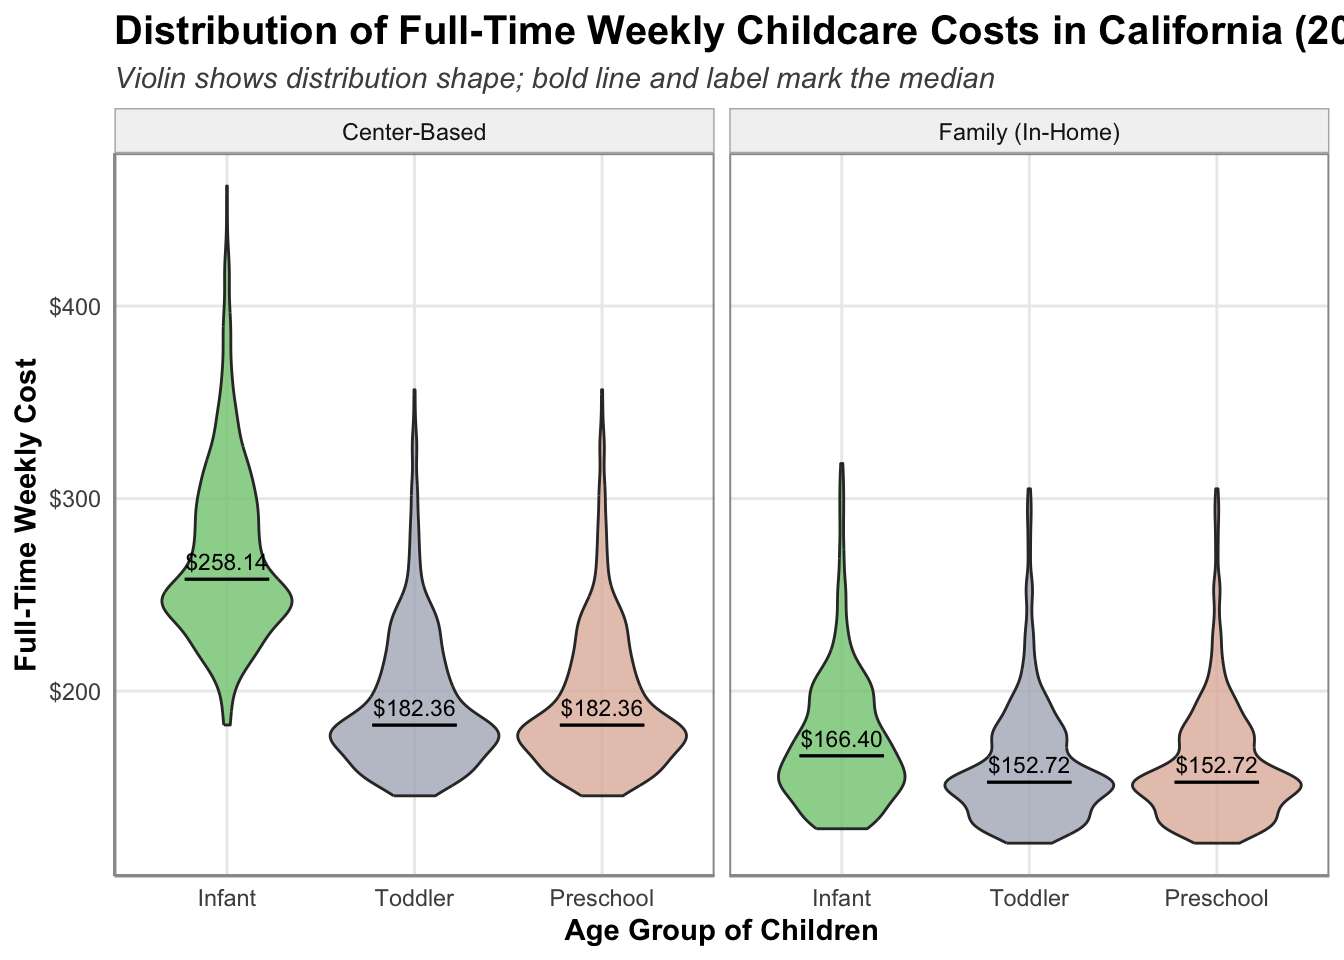 Distribution of Full-Time Weekly Childcare Costs in California (20
Violin shows distribution shape; bold line and label mark the median
Center-Based
Family (In-Home)
Full-Time Weekly Cost
$400
$300
$200
$258.14
$182.36
$182.36
$166.40
$152.72
$152.72
Infant
Toddler
Preschool
Infant
Toddler
Preschool
Age Group of Children